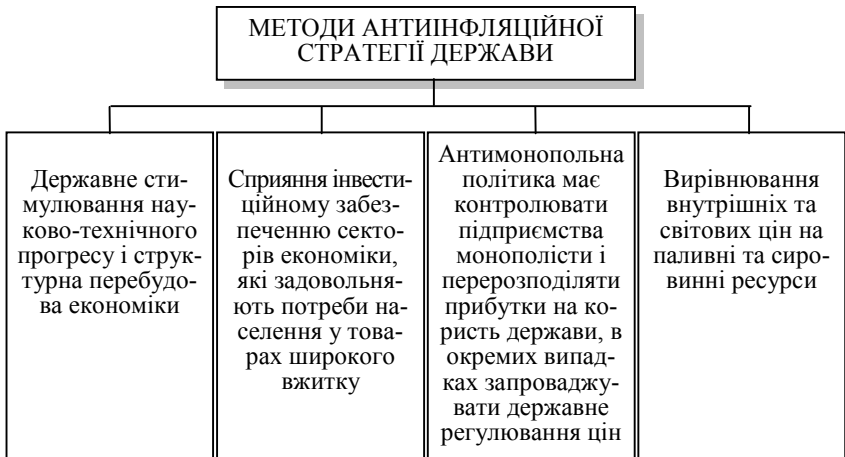 МЕТОДИ АНТИІНФЛЯЦІЙНОЇ
СТРАТЕГІЇ ДЕРЖАВИ
Державне сти-
мулювання нау-
ково-технічного
прогресу і струк-
турна перебудо-
ва економіки
Сприяння інвести-
ційному забез-
печенню секто-
рів економіки,
які задовольня-
ють потреби на-
селення у това-
рах широкого
вжитку
Антимонопольна
політика має
контролювати
підприємства
монополісти і
перерозподіляти
прибутки на ко-
ристь держави, в
окремих випад-
ках запроваджу-
вати державне
регулювання цін
Вирівнювання
внутрішніх та
світових цін на
паливні та сиро-
винні ресурси